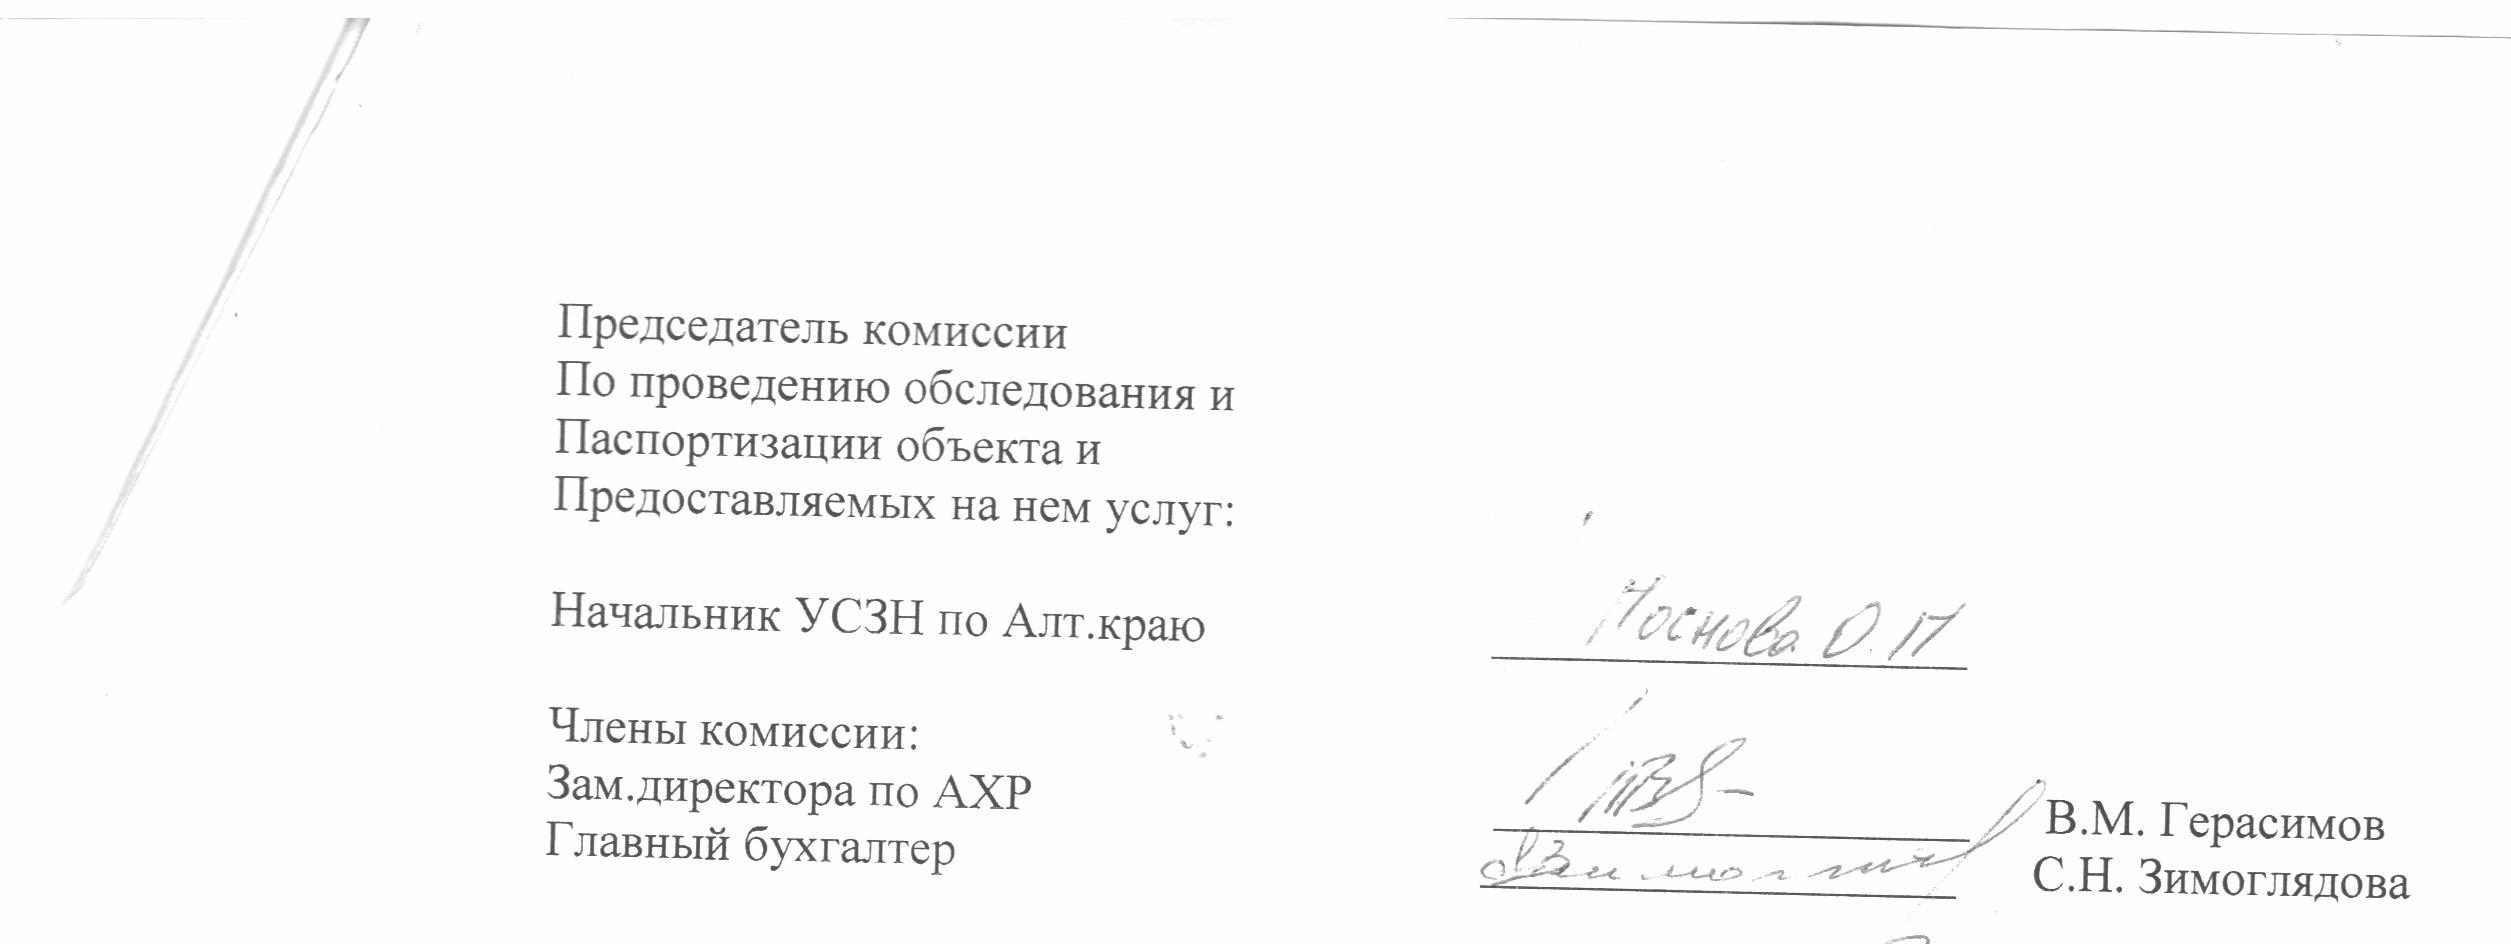 Председатель комиссии
По проведению обследования и
Паспортизации объекта и
Предоставляемых на нем услуг:
Начальник УСЗН по Алт.краю О.П
Члены комиссии:
Зам.директора по АХР В.М. Герасимов
Главный бухгалтер С.Н. Зимоглядова